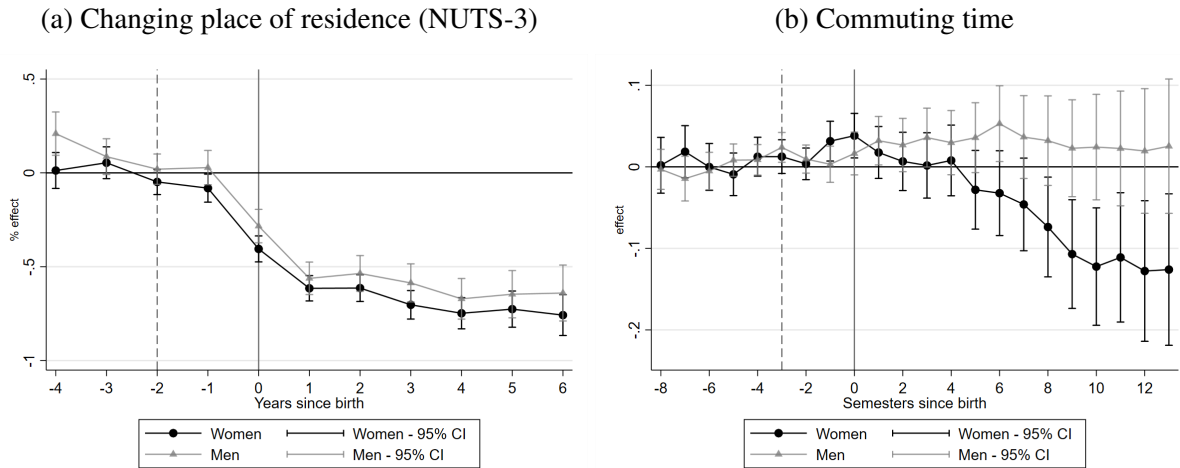 (a) Changing place of residence (NUTS-3)
% effect
.5
0
-.5
-1
-4 -3 -2 -1 0 1 2 3 4 5 6
Years since birth
Women Women - 95% CI
Men Men - 95% CI
(b) Commuting time
effect
.1
0
-.1
-.2
-8 -6 -4 -2 0 2 4 6 8 10 12
Semesters since birth
Women Women - 95% CI
Men Men - 95% CI